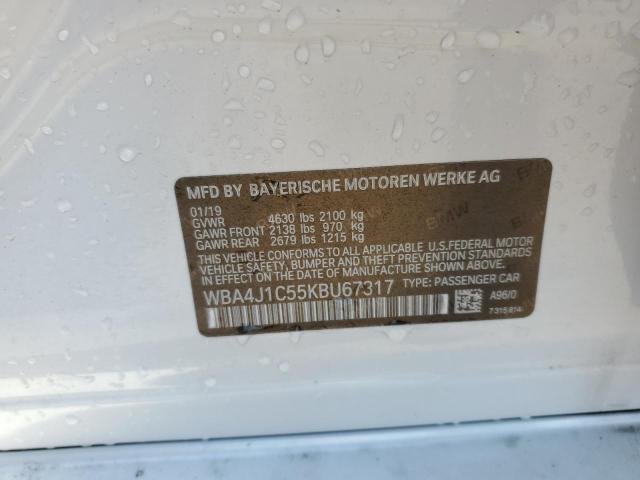 MFD BY BAYERISCHE MOTOREN WERKE AG
01/19
GVWR 4630 lbs 2100 kg
GAWR FRONT 2138 lbs 970 kg
GAWR REAR 2679 lbs 1215 kg
THIS VEHICLE CONFORMS TO ALL APPLICABLE U.S.FEDERAL MOTOR
VEHICLE SAFETY, BUMPER AND THEFT PREVENTION STANDARDS
IN EFFECT ON THE DATE OF MANUFACTURE SHOWN ABOVE.
WBA4J1C55KBU67317 TYPE: PASSENGER CAR
A96/0
7315814
BMW
BMW